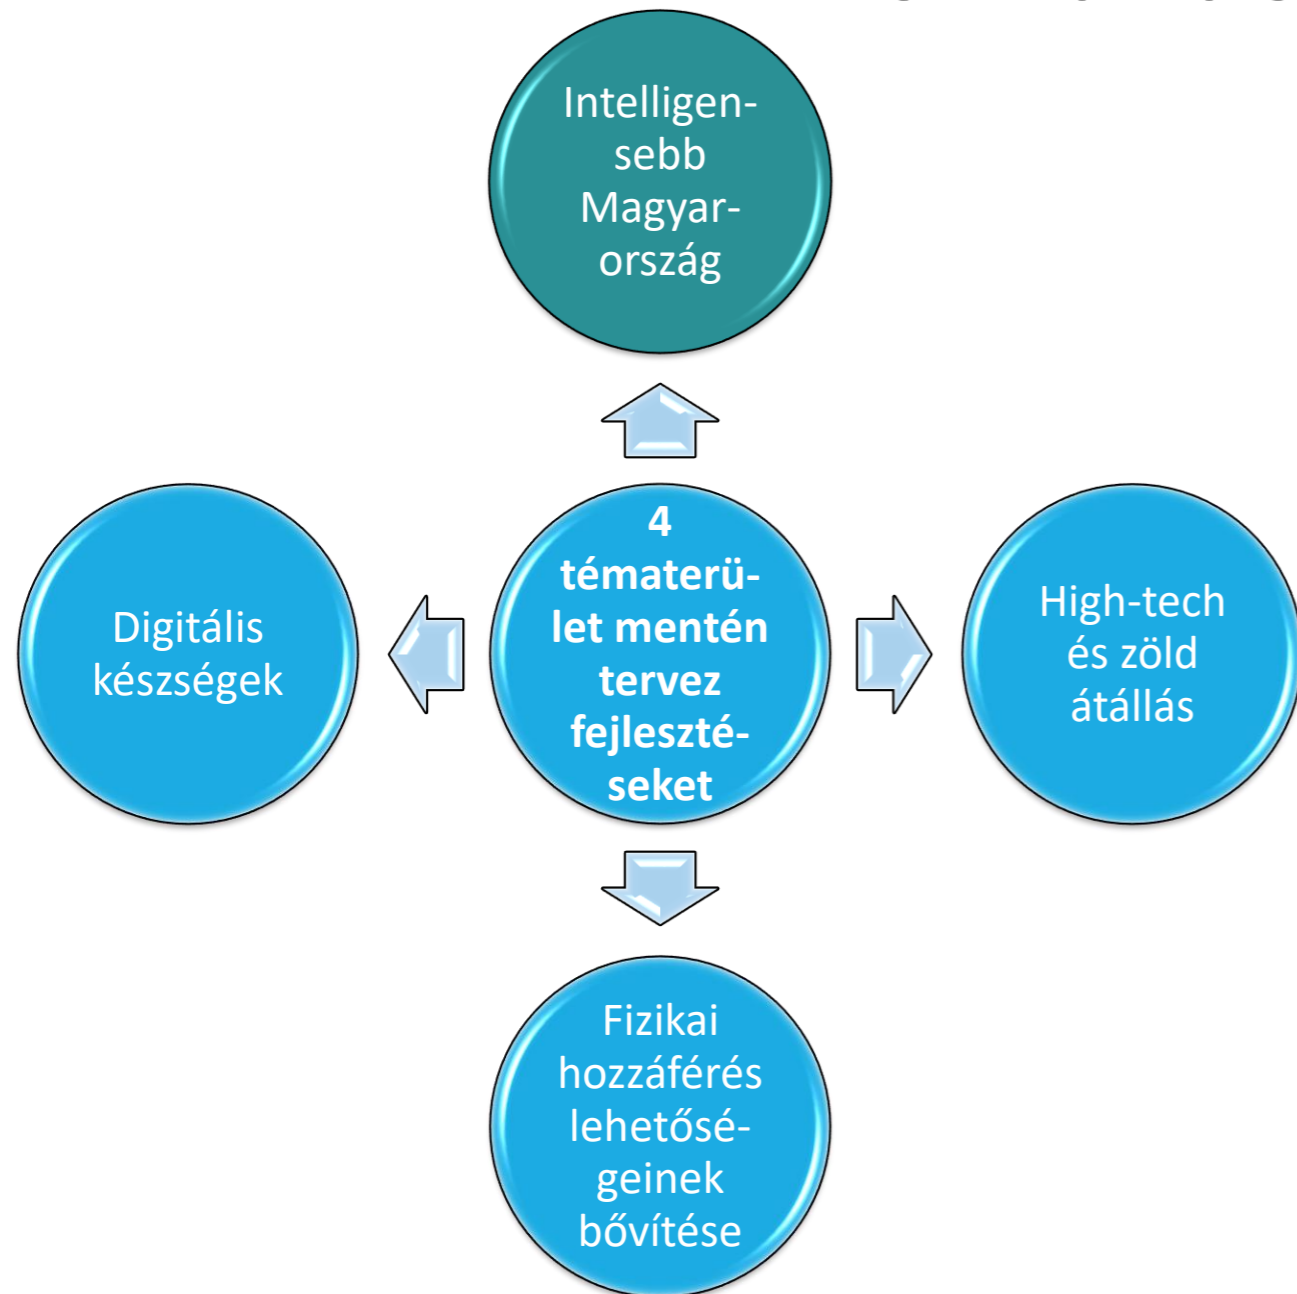 Intelligen-
sebb
Magyar-
ország
Digitális
készségek
4
tématerü-
let mentén
tervez
fejleszté-
seket
High-tech
és zöld
átállás
Fizikai
hozzáférés
lehetősé-
geinek
bővítése